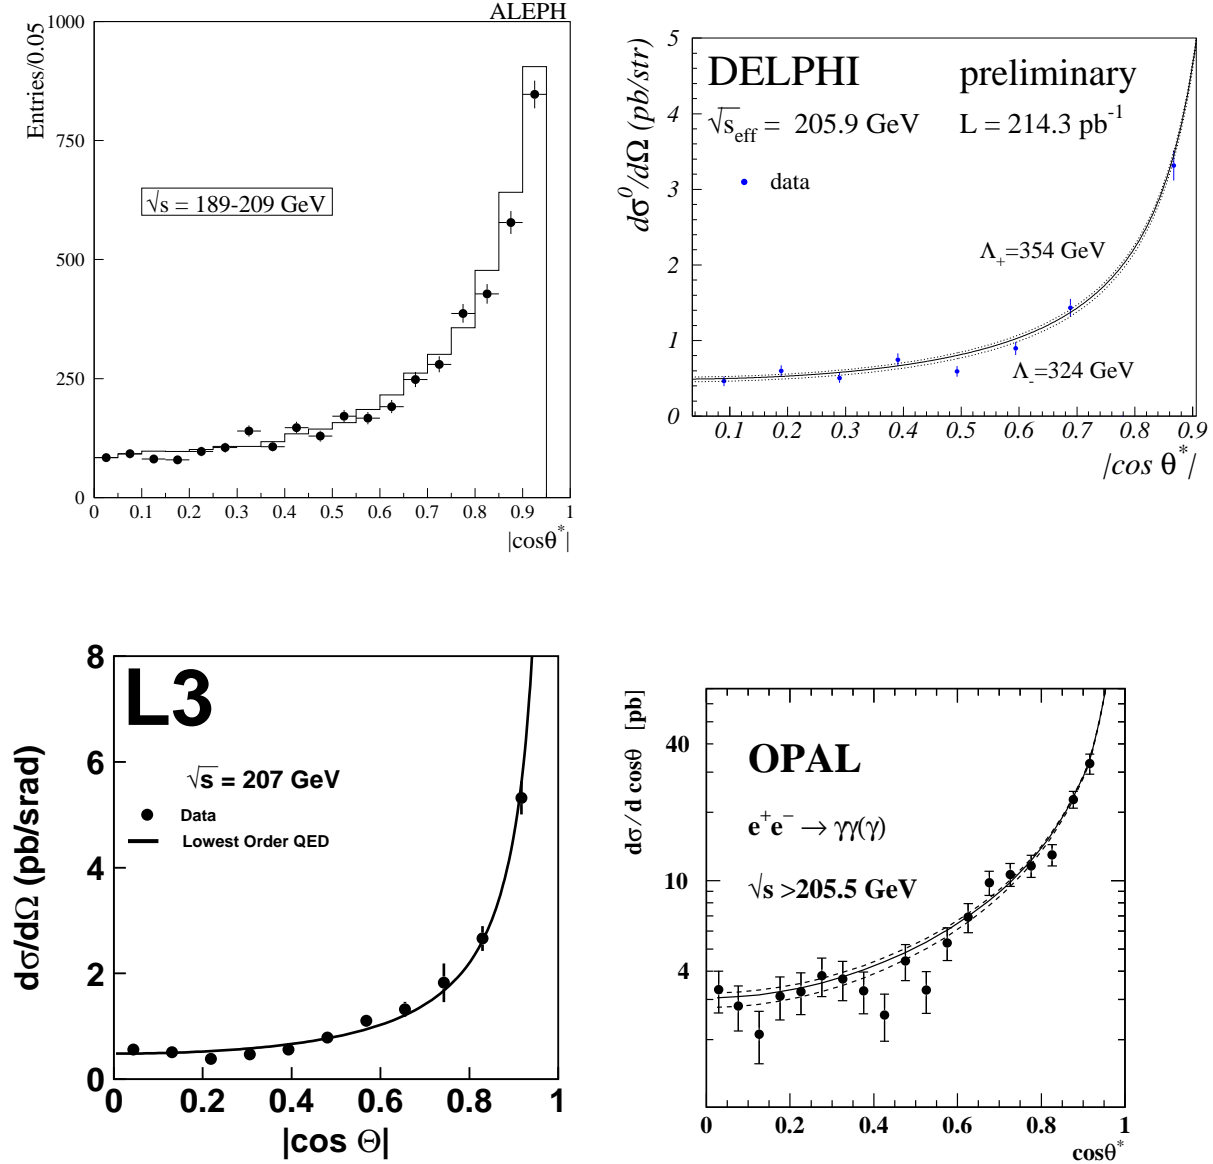 ALEPH
Entries/0.05
1000
750
500
250
0
√s = 189-209 GeV
0 0.1 0.2 0.3 0.4 0.5 0.6 0.7 0.8 0.9 1
|cosθ*|
dσ⁰/dΩ (pb/str)
5
4
3
2
1
0
DELPHI preliminary
√s_eff = 205.9 GeV L = 214.3 pb⁻¹
data
Λ₊=354 GeV
Λ₋=324 GeV
0.1 0.2 0.3 0.4 0.5 0.6 0.7 0.8 0.9
|cos θ*|
dσ/dΩ (pb/srad)
8
6
4
2
0
L3
√s = 207 GeV
Data
Lowest Order QED
0 0.2 0.4 0.6 0.8 1
|cos Θ|
dσ/d cosθ [pb]
40
10
4
OPAL
e⁺e⁻ → γγ(γ)
√s >205.5 GeV
0 0.2 0.4 0.6 0.8 1
cosθ*